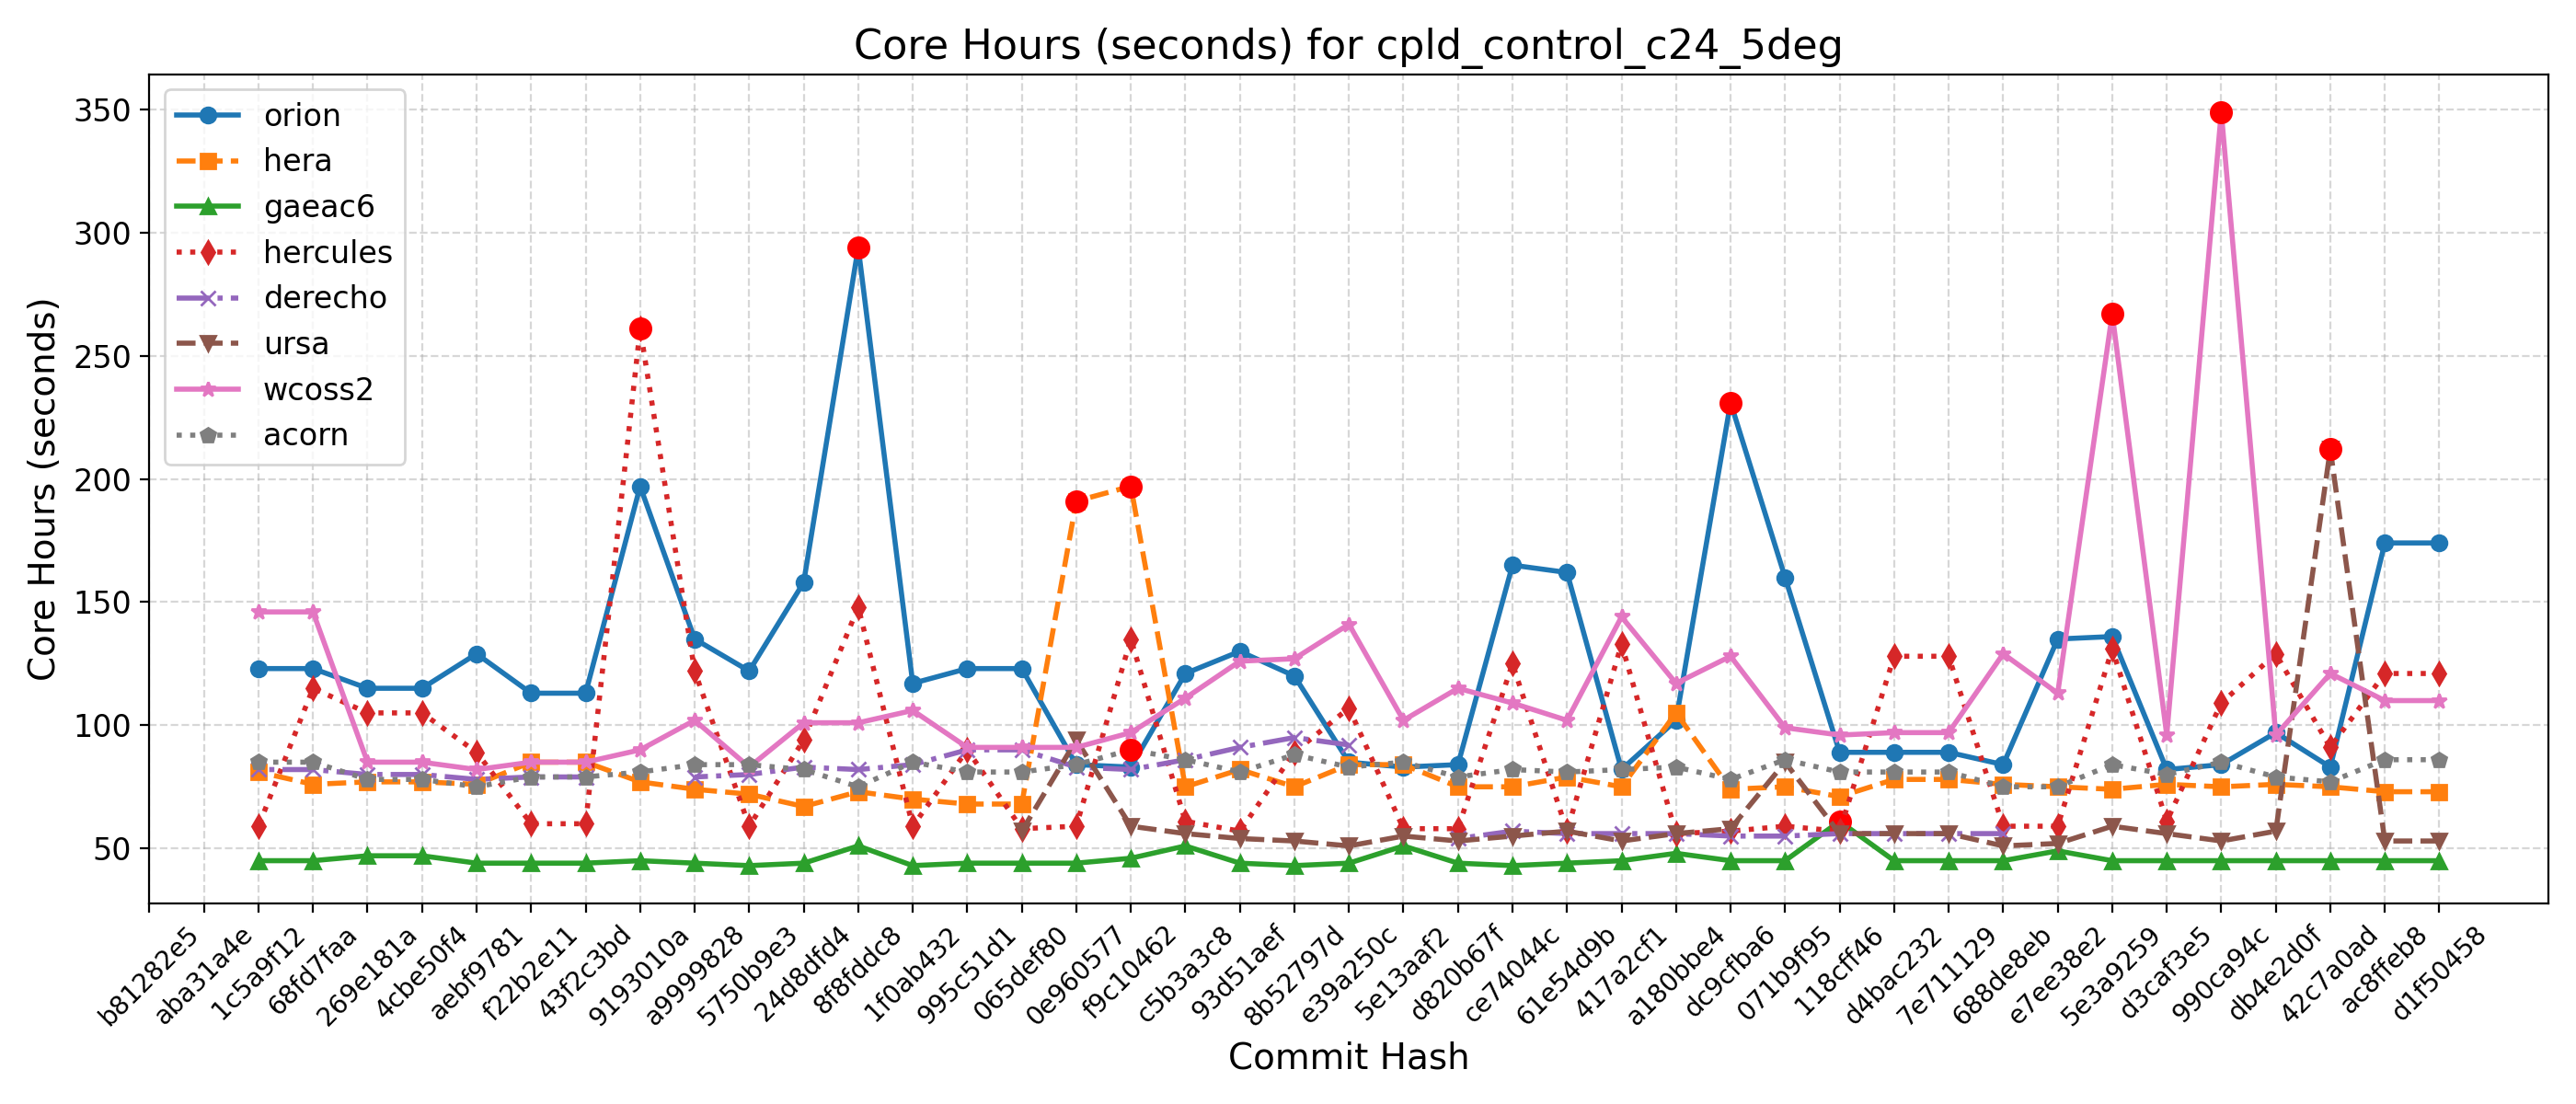 Core Hours (seconds) for cpld_control_c24_5deg
Core Hours (seconds)
350
300
250
200
150
100
50
orion
hera
gaeac6
hercules
derecho
ursa
wcoss2
acorn
b81282e5
aba31a4e
1c5a9f12
68fd7faa
269e181a
4cbe50f4
aebf9781
f22b2e11
43f2c3bd
9193010a
a9999828
5750b9e3
24d8dfd4
8f8fddc8
1f0ab432
995c51d1
065def80
0e960577
f9c10462
c5b3a3c8
93d51aef
8b52797d
e39a250c
5e13aaf2
d820b67f
ce74044c
61e54d9b
417a2cf1
a180bbe4
dc9cfba6
071b9f95
118cff46
d4bac232
7e711129
688de8eb
e7ee38e2
5e3a9259
d3caf3e5
990ca94c
db4e2d0f
42c7a0ad
ac8ffeb8
d1f50458
Commit Hash